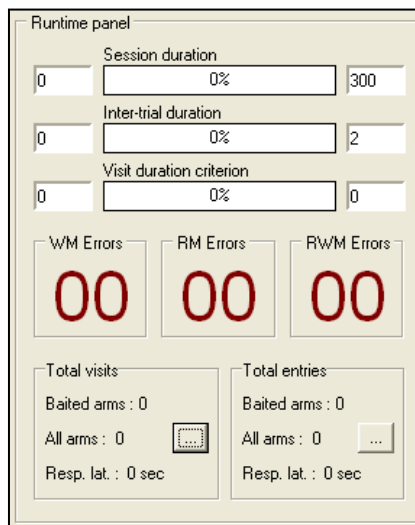 Runtime panel
Session duration
0 0% 300
Inter-trial duration
0 0% 2
Visit duration criterion
0 0% 0
WM Errors RM Errors RWM Errors
00 00 00
Total visits Total entries
Baited arms : 0 Baited arms : 0
All arms : 0 ... All arms : 0 ...
Resp. lat. : 0 sec Resp. lat. : 0 sec